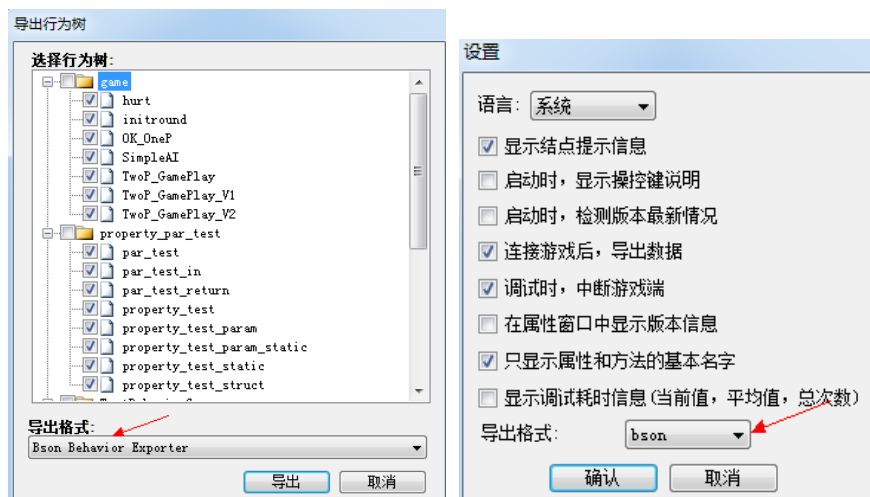 导出行为树
选择行为树:
game
hurt
initround
OK_OneP
SimpleAI
TwoP_GamePlay
TwoP_GamePlay_V1
TwoP_GamePlay_V2
property_par_test
par_test
par_test_in
par_test_return
property_test
property_test_param
property_test_param_static
property_test_static
property_test_struct
导出格式:
Bson Behavior Exporter
导出 取消
设置
语言: 系统
显示结点提示信息
启动时，显示操控键说明
启动时，检测版本最新情况
连接游戏后，导出数据
调试时，中断游戏端
在属性窗口中显示版本信息
只显示属性和方法的基本名字
显示调试耗时信息(当前值，平均值，总次数)
导出格式: bson
确认 取消